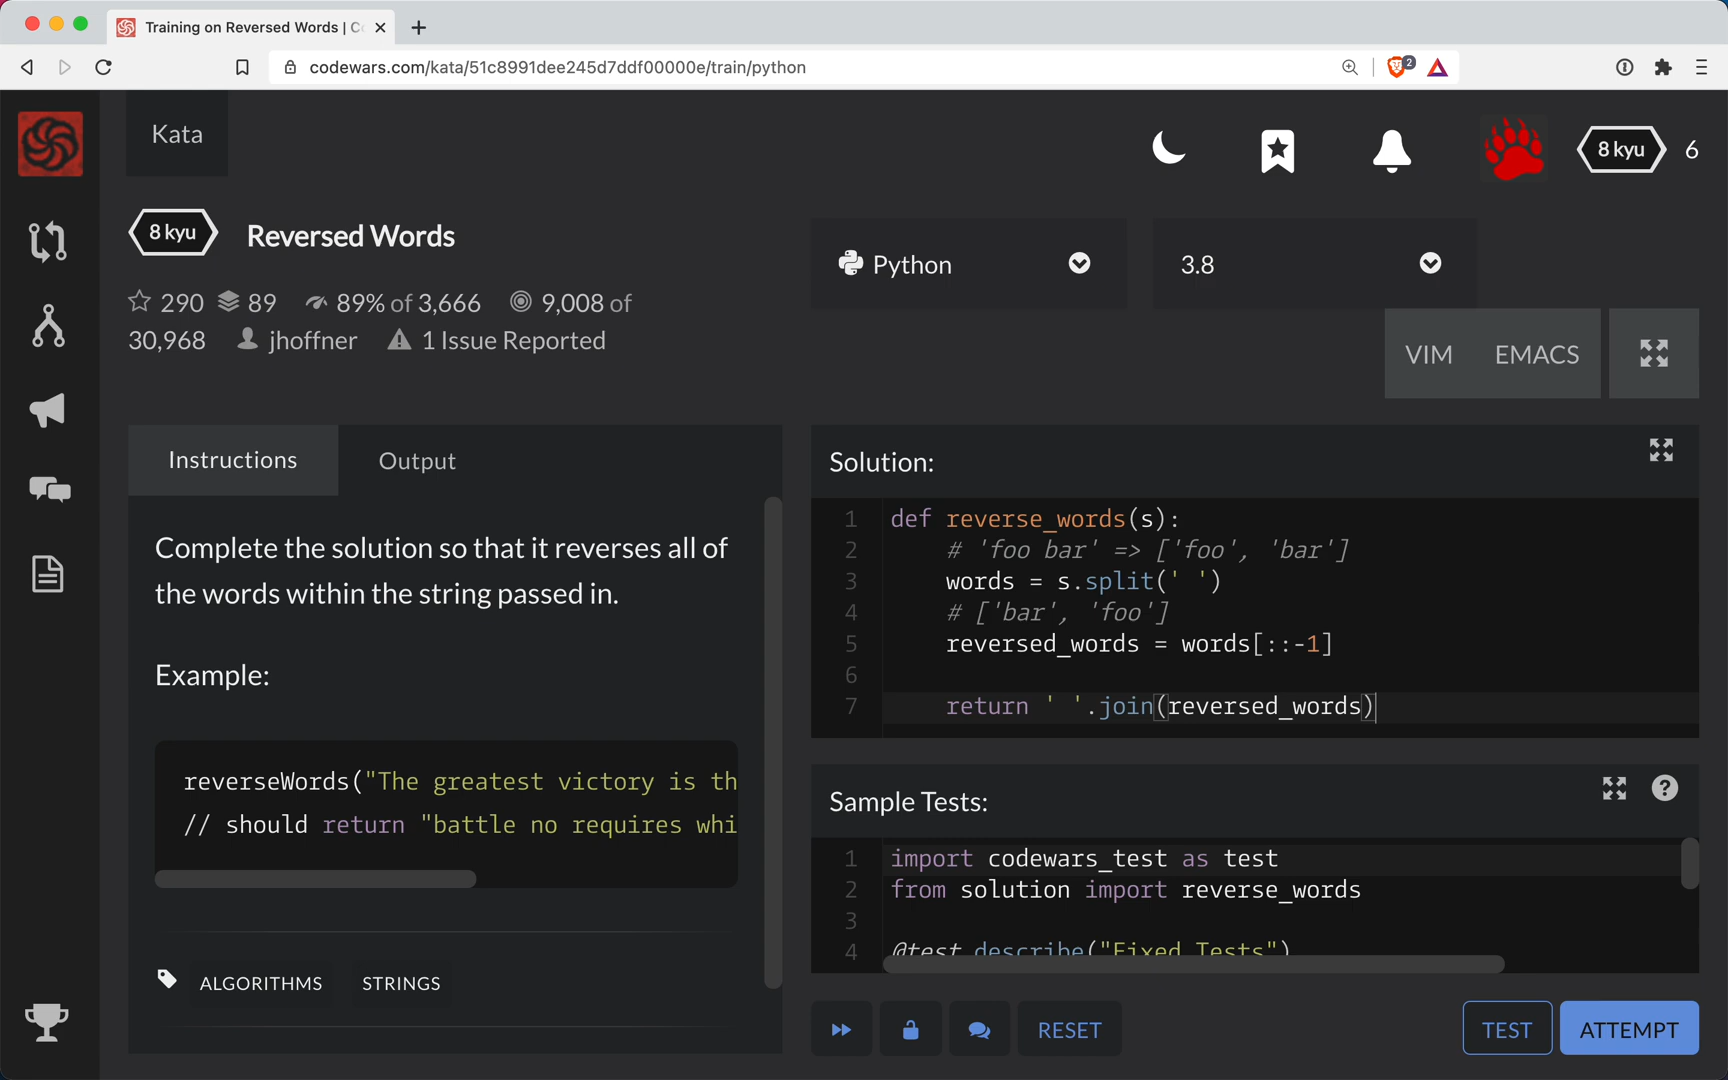 Training on Reversed Words | C
codewars.com/kata/51c8991dee245d7ddf00000e/train/python
2
Kata
8 kyu
6
8 kyu
Reversed Words
290 89 89% of 3,666 9,008 of
30,968 jhoffner 1 Issue Reported
Python
3.8
VIM EMACS
Instructions Output
Complete the solution so that it reverses all of
the words within the string passed in.
Example:
reverseWords("The greatest victory is th
// should return "battle no requires whi
ALGORITHMS STRINGS
Solution:
1 def reverse_words(s):
2 # 'foo bar' => ['foo', 'bar']
3 words = s.split(' ')
4 # ['bar', 'foo']
5 reversed_words = words[::-1]
6
7 return ' '.join(reversed_words)
Sample Tests:
1 import codewars_test as test
2 from solution import reverse_words
3
4 @test.describe("Fixed Tests")
RESET
TEST
ATTEMPT